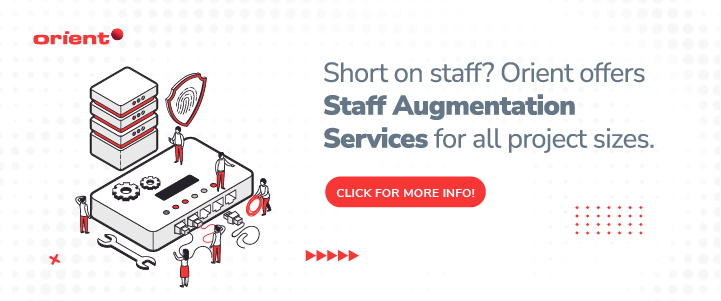 orient
Short on staff? Orient offers
Staff Augmentation
Services for all project sizes.
CLICK FOR MORE INFO!